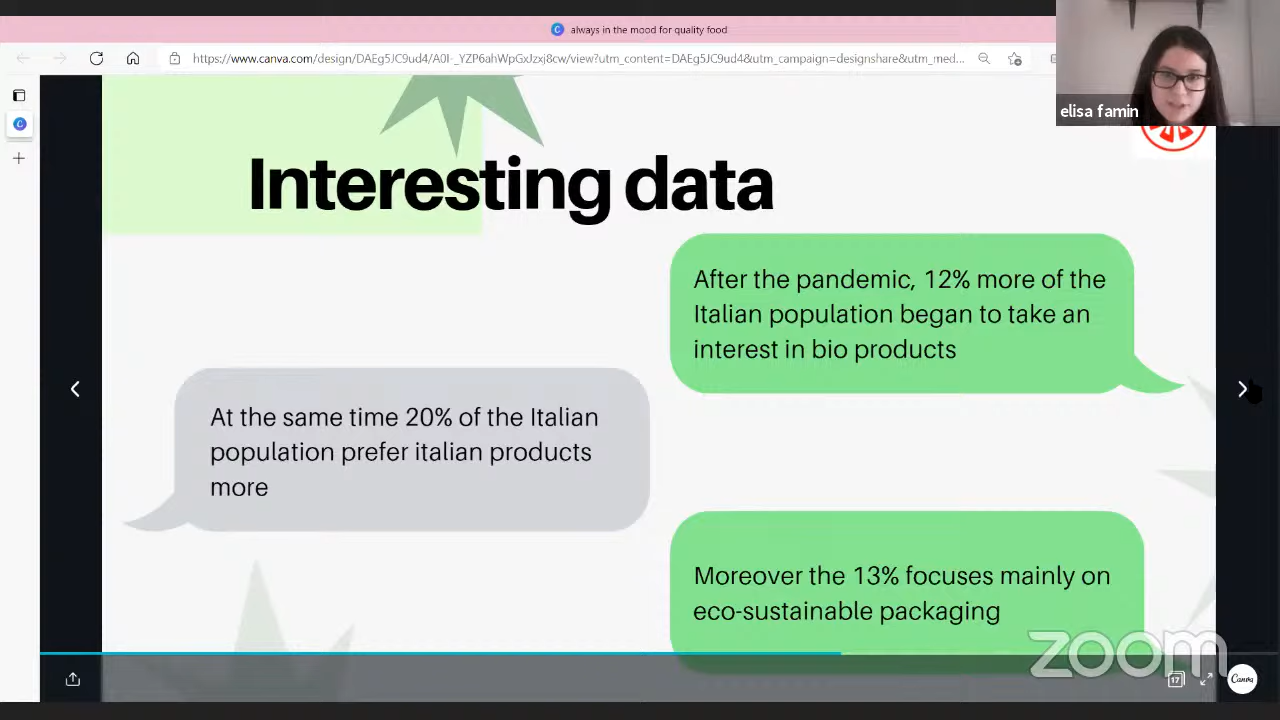 always in the mood for quality food
https://www.canva.com/design/DAEg5JC9ud4/A0I-_YZP6ahWpGxJzxj8cw/view?utm_content=DAEg5JC9ud4&utm_campaign=designshare&utm_med...
elisa famin
Interesting data
After the pandemic, 12% more of the
Italian population began to take an
interest in bio products
At the same time 20% of the Italian
population prefer italian products
more
Moreover the 13% focuses mainly on
eco-sustainable packaging
zoom
17
Canva